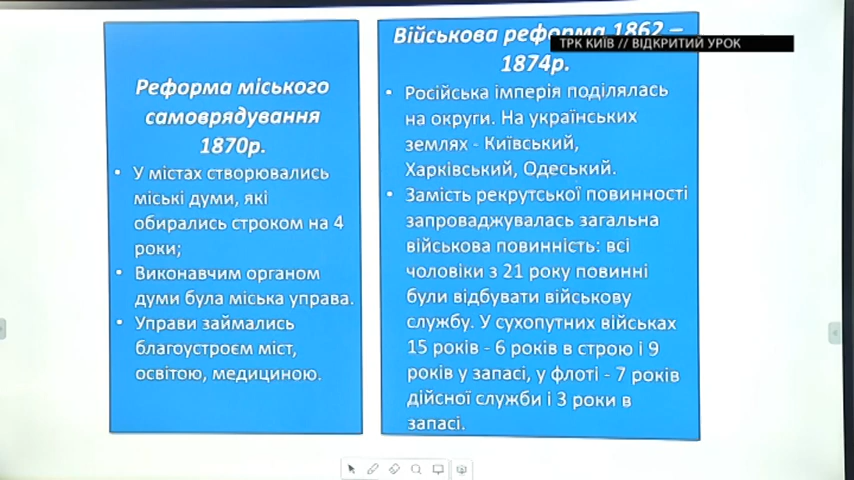 ТРК КИЇВ // ВІДКРИТИЙ УРОК
Реформа міського
самоврядування
1870р.
• У містах створювались
міські думи, які
обирались строком на 4
роки;
• Виконавчим органом
думи була міська управа.
• Управи займались
благоустроєм міст,
освітою, медициною.
Військова реформа 1862 –
1874р.
• Російська імперія поділялась
на округи. На українських
землях - Київський,
Харківський, Одеський.
• Замість рекрутської повинності
запроваджувалась загальна
військова повинність: всі
чоловіки з 21 року повинні
були відбувати військову
службу. У сухопутних військах
15 років - 6 років в строю і 9
років у запасі, у флоті - 7 років
дійсної служби і 3 роки в
запасі.